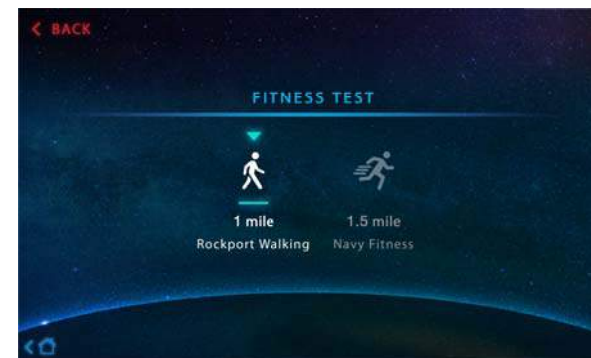 BACK
FITNESS TEST
1 mile
Rockport Walking
1.5 mile
Navy Fitness